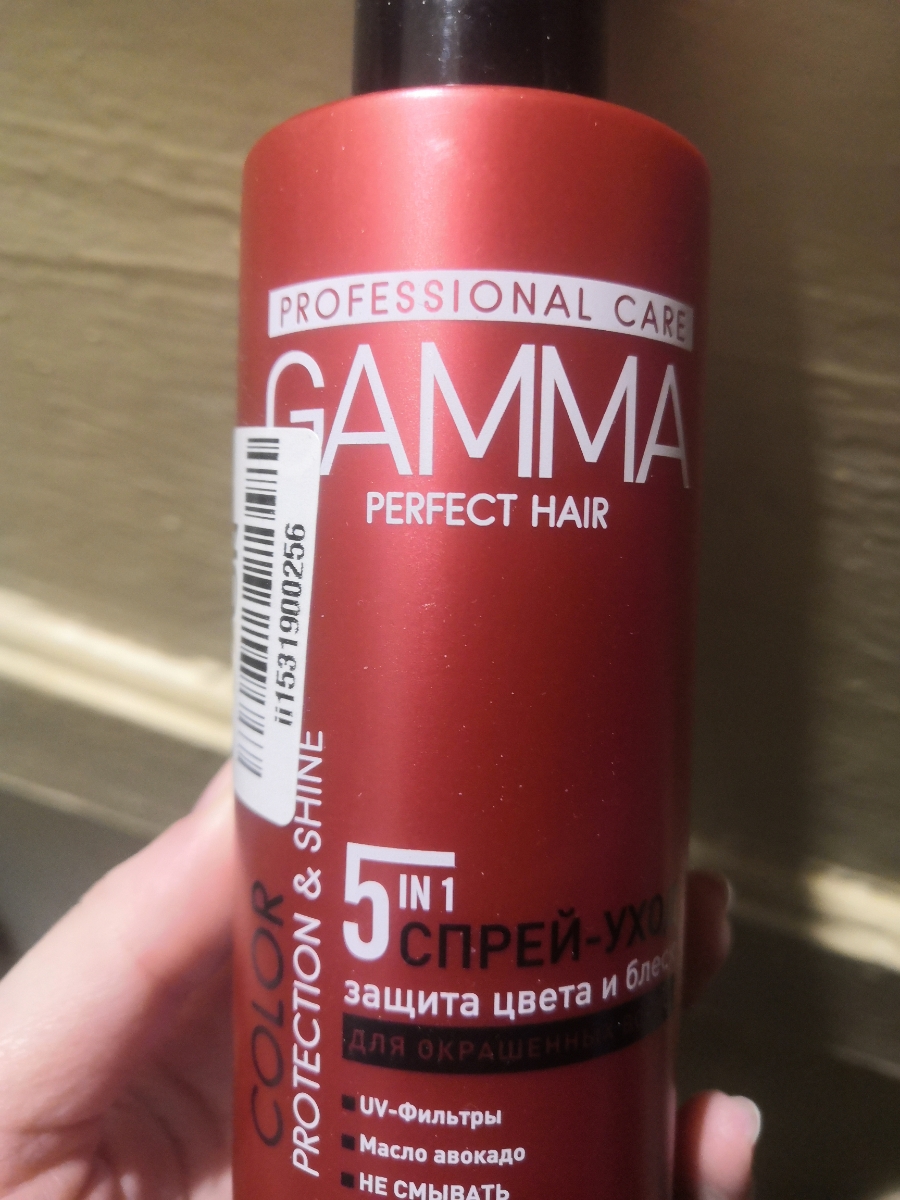 PROFESSIONAL CARE
GAMMA
PERFECT HAIR
ii1531900256
COLOR
PROTECTION & SHINE
5 IN 1
СПРЕЙ-УХО
защита цвета и блес
ДЛЯ ОКРАШЕННЫ
UV-Фильтры
Масло авокадо
НЕ СМЫВАТЬ